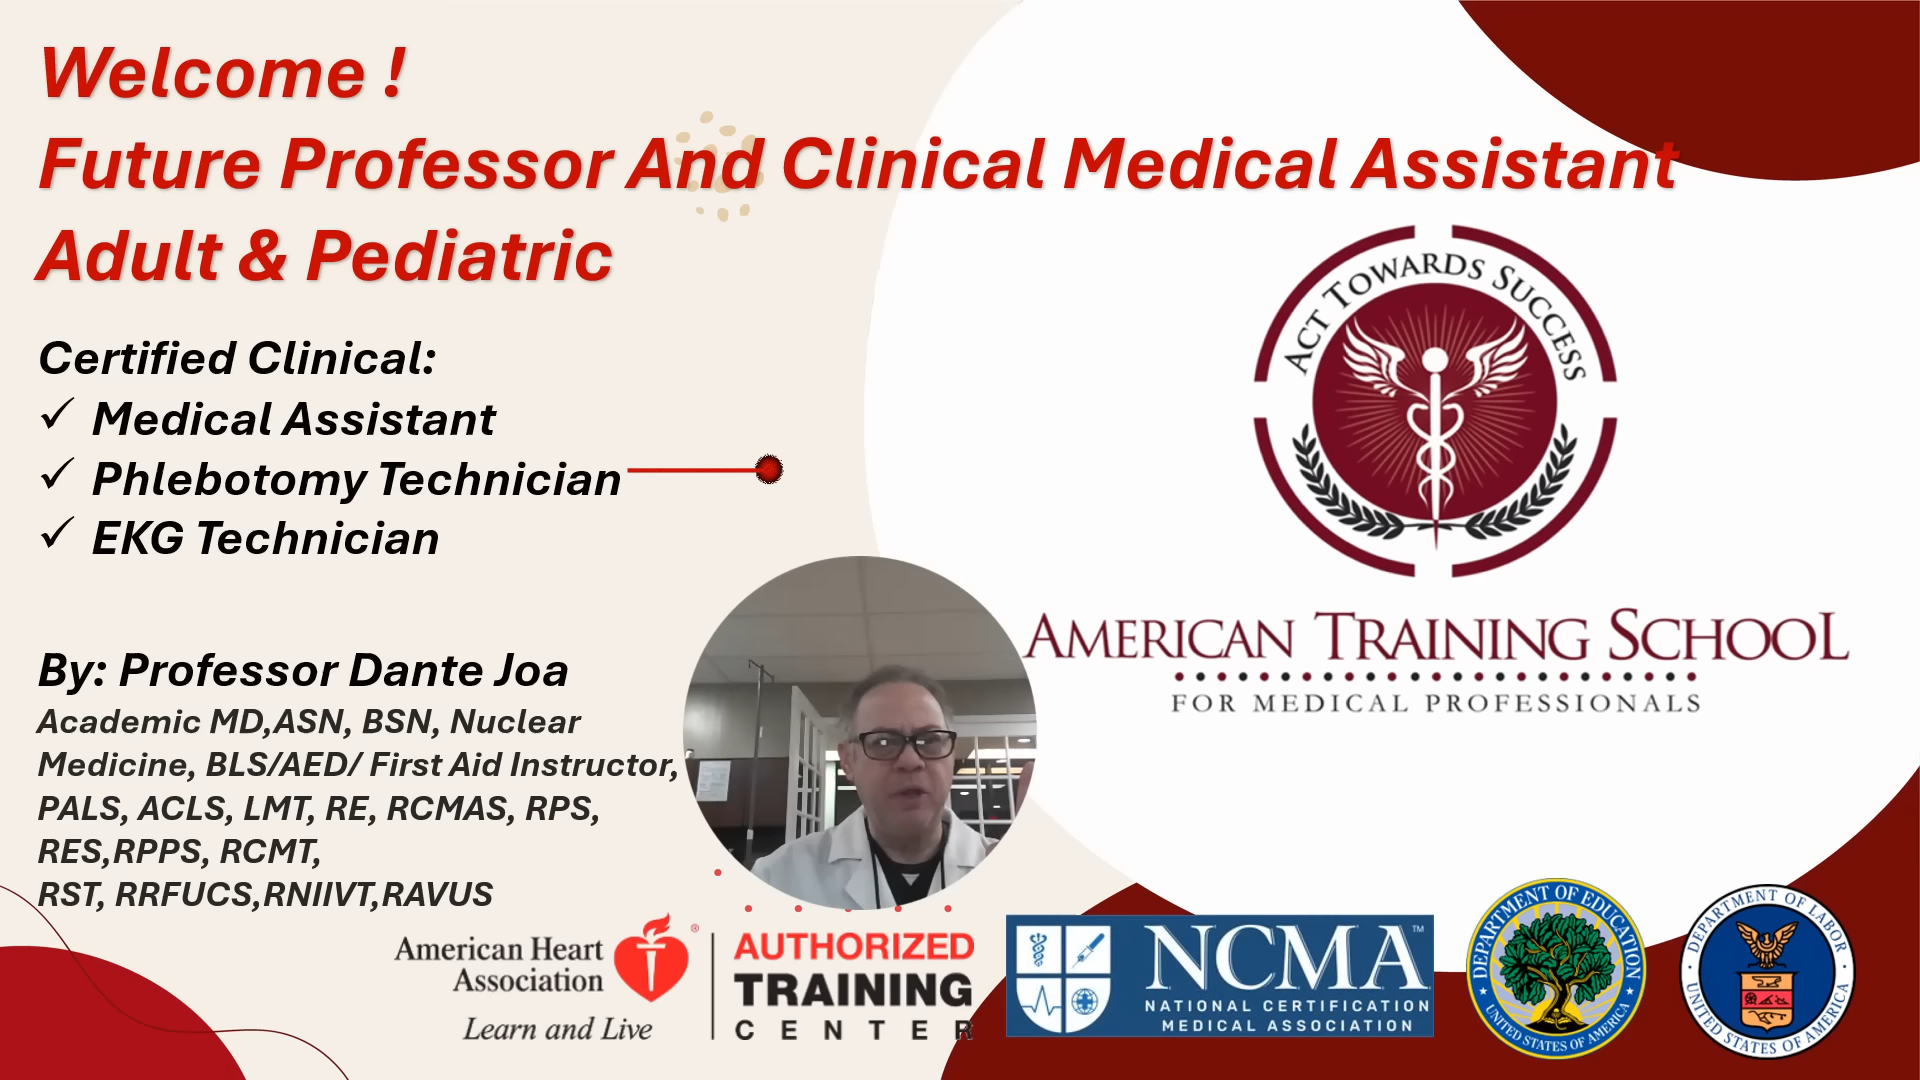 Welcome !
Future Professor And Clinical Medical Assistant
Adult & Pediatric
Certified Clinical:
✓ Medical Assistant
✓ Phlebotomy Technician
✓ EKG Technician
By: Professor Dante Joa
Academic MD,ASN, BSN, Nuclear
Medicine, BLS/AED/ First Aid Instructor,
PALS, ACLS, LMT, RE, RCMAS, RPS,
RES,RPPS, RCMT,
RST, RRFUCS,RNIIVT,RAVUS
ACT TOWARDS SUCCESS
AMERICAN TRAINING SCHOOL
FOR MEDICAL PROFESSIONALS
American Heart
Association
®
Learn and Live
AUTHORIZED
TRAINING
CENTER
NCMA™
NATIONAL CERTIFICATION
MEDICAL ASSOCIATION
DEPARTMENT OF EDUCATION
UNITED STATES OF AMERICA
DEPARTMENT OF LABOR
UNITED STATES OF AMERICA